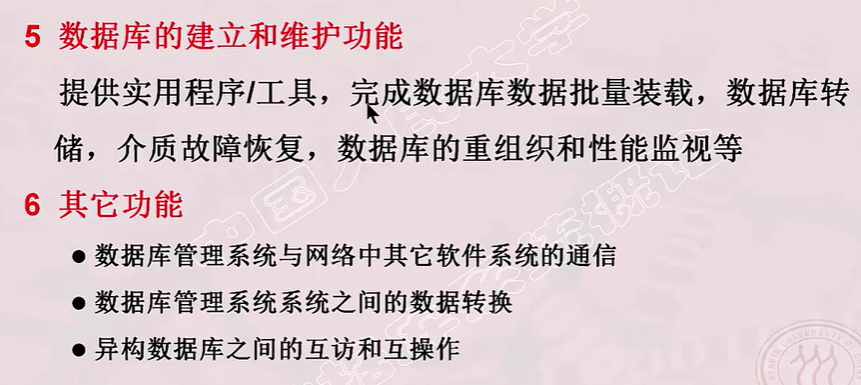 5 数据库的建立和维护功能
提供实用程序/工具，完成数据库数据批量装载，数据库转
储，介质故障恢复，数据库的重组织和性能监视等
6 其它功能
● 数据库管理系统与网络中其它软件系统的通信
● 数据库管理系统系统之间的数据转换
● 异构数据库之间的互访和互操作